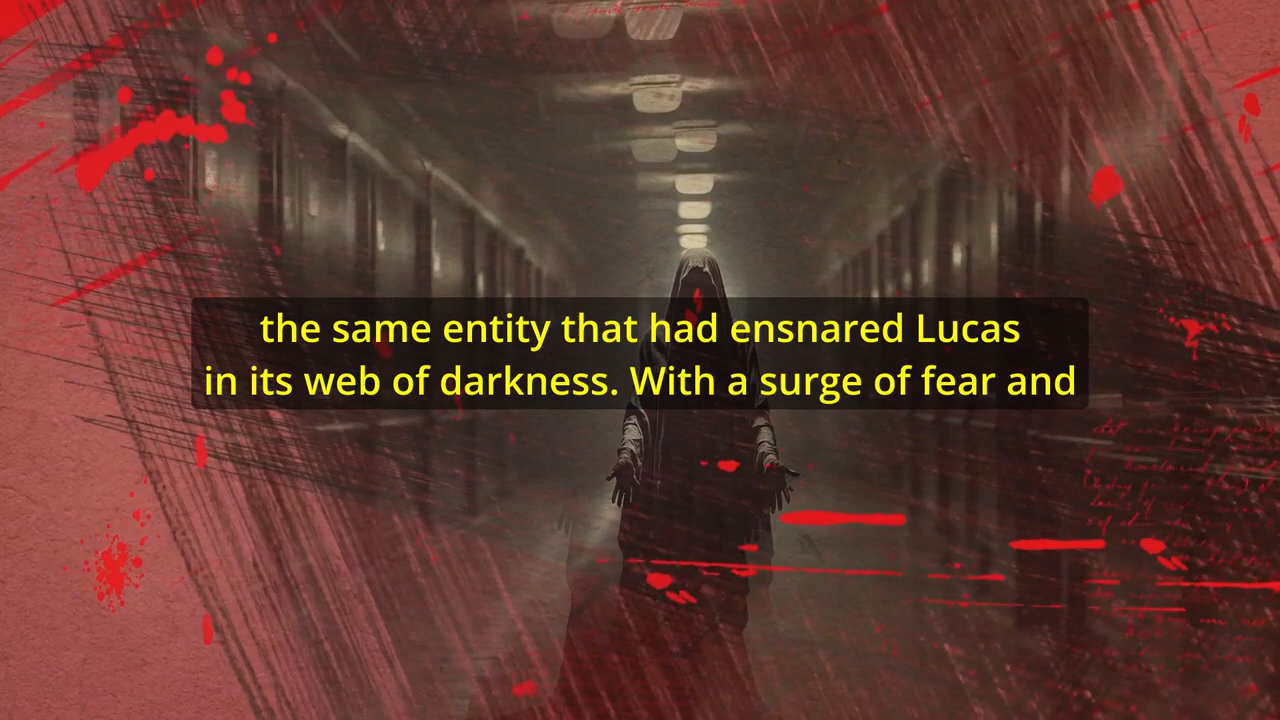 the same entity that had ensnared Lucas
in its web of darkness. With a surge of fear and